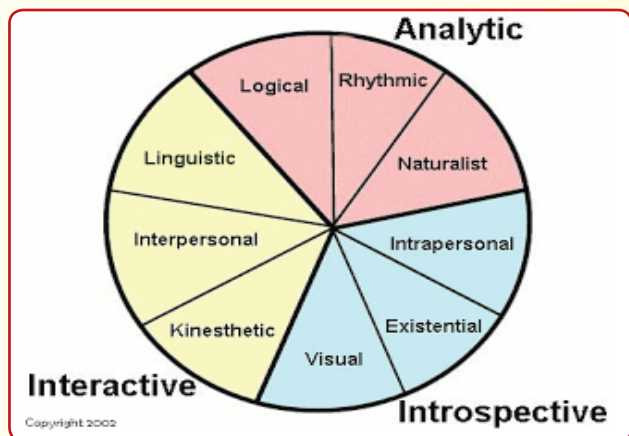 Analytic
Logical
Rhythmic
Naturalist
Linguistic
Interpersonal
Kinesthetic
Intrapersonal
Existential
Visual
Interactive
Introspective
Copyright 2002